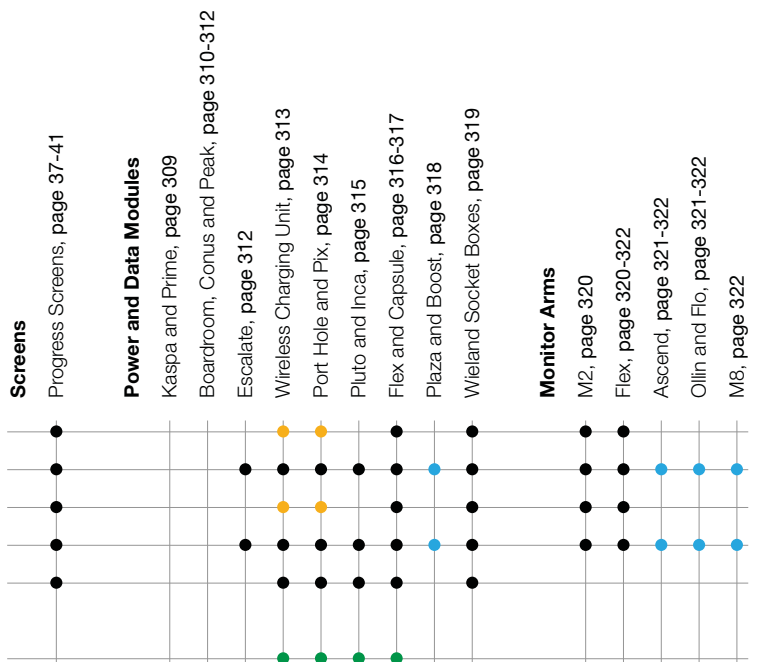 Screens
Progress Screens, page 37-41
Power and Data Modules
Kaspa and Prime, page 309
Boardroom, Conus and Peak, page 310-312
Escalate, page 312
Wireless Charging Unit, page 313
Port Hole and Pix, page 314
Pluto and Inca, page 315
Flex and Capsule, page 316-317
Plaza and Boost, page 318
Wieland Socket Boxes, page 319
Monitor Arms
M2, page 320
Flex, page 320-322
Ascend, page 321-322
Ollin and Flo, page 321-322
M8, page 322